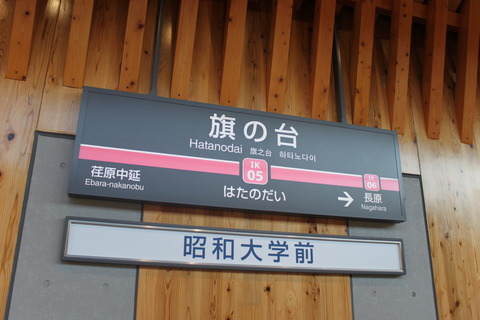 旗の台
Hatanodai 旗之台 하타노다이
IK
05
はたのだい
荏原中延
Ebara-nakanobu
IK
06
長原
Nagahara
昭和大学前